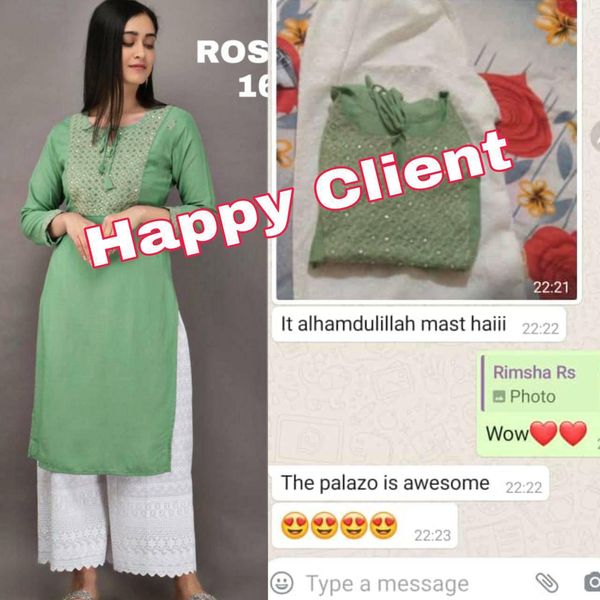 ROS
16
Happy Client
22:21
It alhamdulillah mast haiii 22:22
Rimsha Rs
Photo
Wow❤️❤️
The palazo is awesome 22:22
😍😍😍😍 22:23
Type a message